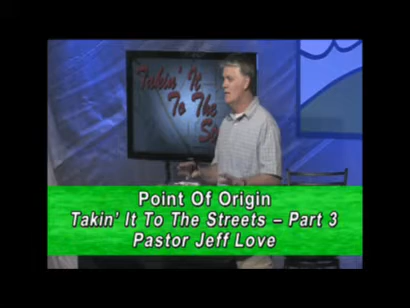 Takin' It
To The
Point Of Origin
Takin' It To The Streets – Part 3
Pastor Jeff Love